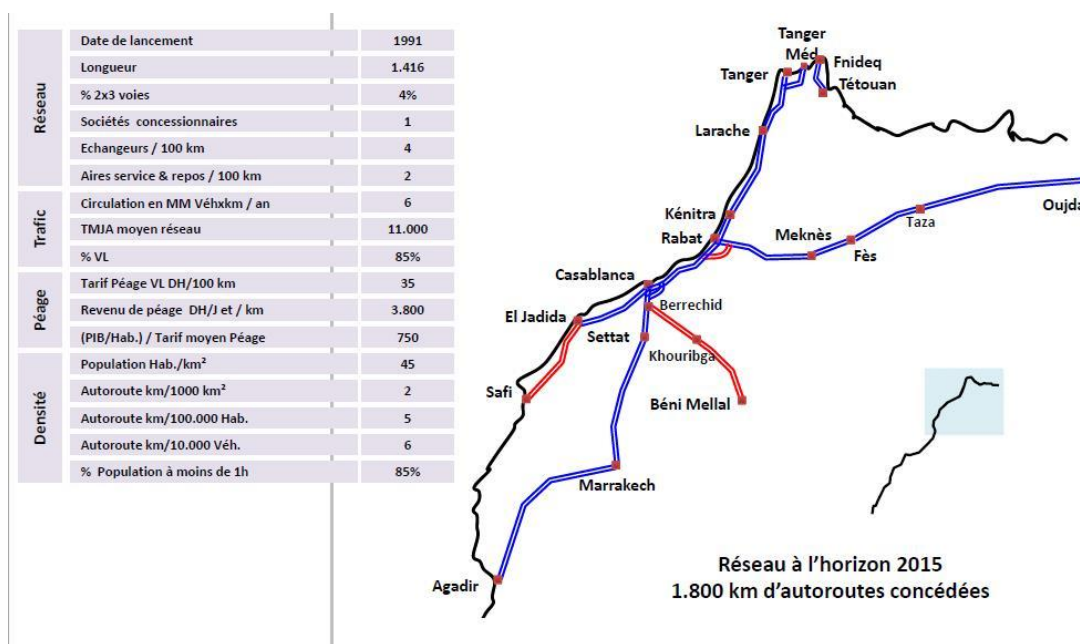 Réseau
Date de lancement 1991
Longueur 1.416
% 2x3 voies 4%
Sociétés concessionnaires 1
Echangeurs / 100 km 4
Aires service & repos / 100 km 2
Trafic
Circulation en MM Véhxkm / an 6
TMJA moyen réseau 11.000
% VL 85%
Péage
Tarif Péage VL DH/100 km 35
Revenu de péage DH/J et / km 3.800
(PIB/Hab.) / Tarif moyen Péage 750
Densité
Population Hab./km² 45
Autoroute km/1000 km² 2
Autoroute km/100.000 Hab. 5
Autoroute km/10.000 Véh. 6
% Population à moins de 1h 85%
Tanger
Méd
Fnideq
Tanger
Tétouan
Larache
Kénitra
Rabat
Meknès
Fès
Taza
Oujda
Casablanca
Berrechid
El Jadida
Settat
Khouribga
Safi
Béni Mellal
Marrakech
Agadir
Réseau à l'horizon 2015
1.800 km d'autoroutes concédées